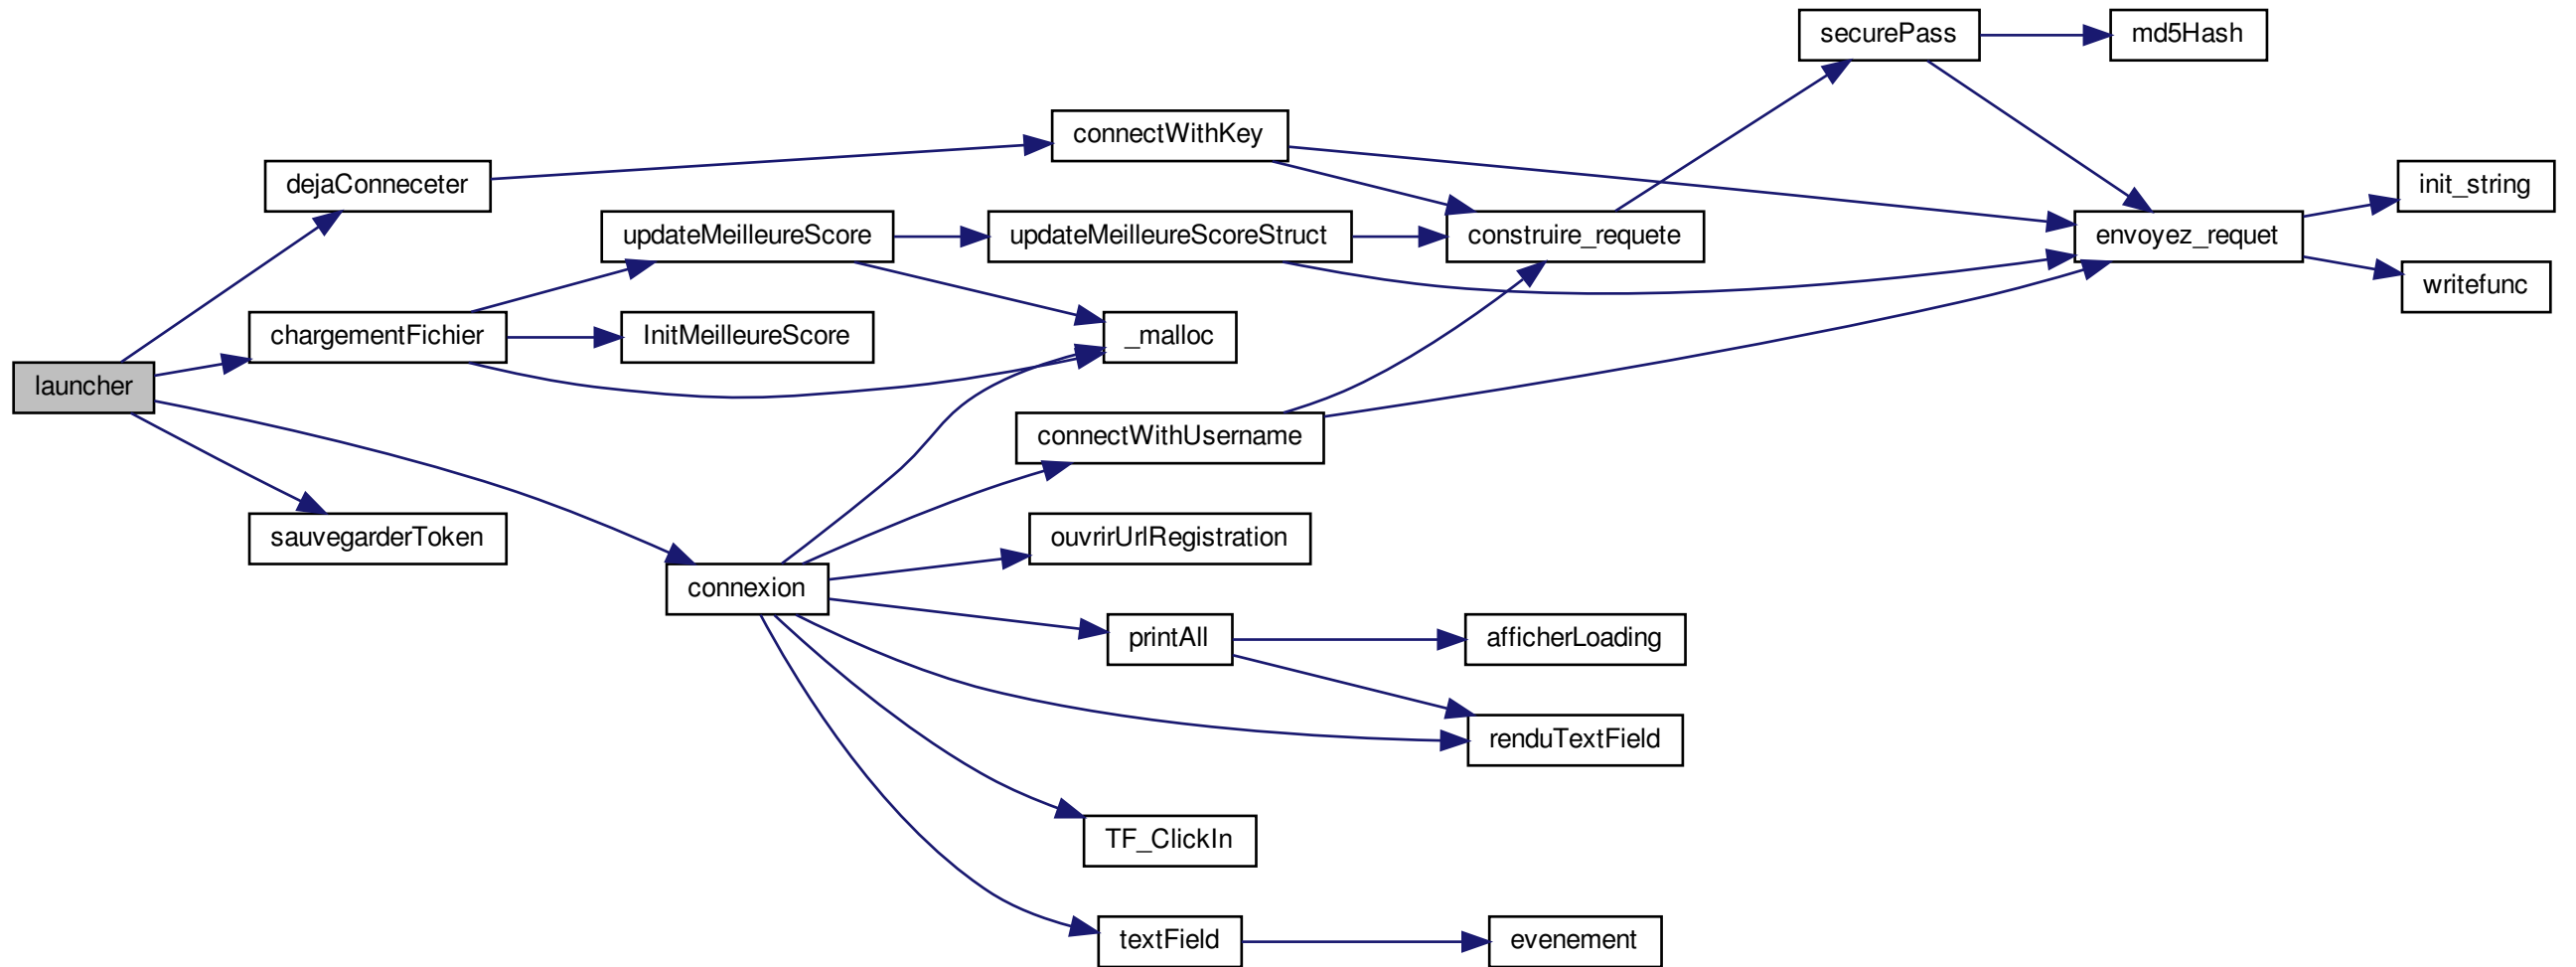 securePass
md5Hash
connectWithKey
dejaConneceter
init_string
updateMeilleureScore
updateMeilleureScoreStruct
construire_requete
envoyez_requet
writefunc
chargementFichier
InitMeilleureScore
_malloc
launcher
connectWithUsername
sauvegarderToken
ouvrirUrlRegistration
connexion
printAll
afficherLoading
renduTextField
TF_ClickIn
textField
evenement